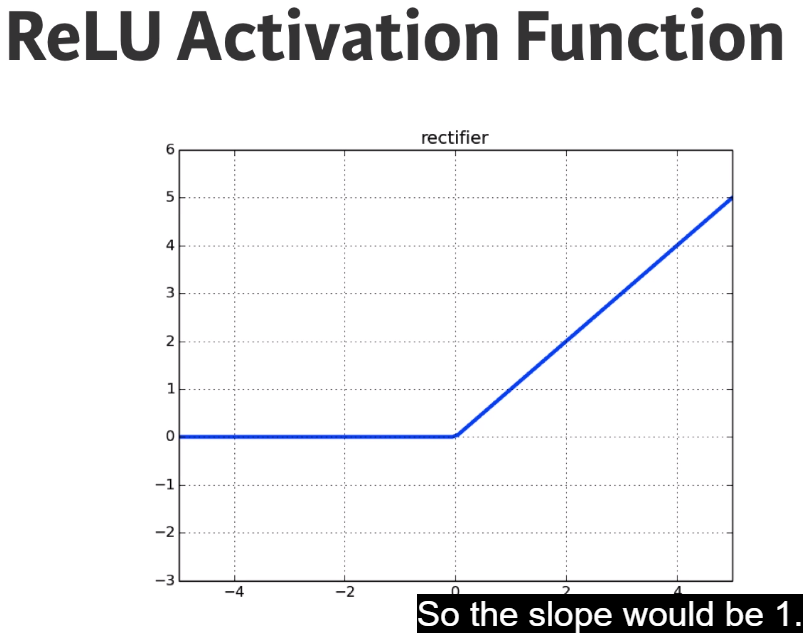 ReLU Activation Function
rectifier
6
5
4
3
2
1
0
−1
−2
−3
−4 −2 0 2 4
So the slope would be 1.